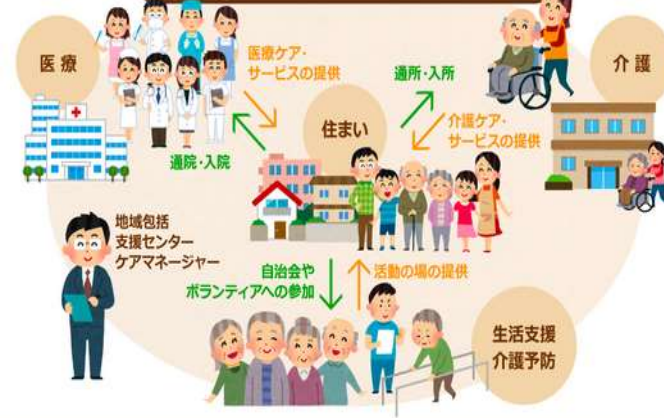 医療
医療ケア・
サービスの提供
通所・入所
介護
住まい
介護ケア・
サービスの提供
通院・入院
地域包括
支援センター
ケアマネージャー
自治会や
ボランティアへの参加
活動の場の提供
生活支援
介護予防